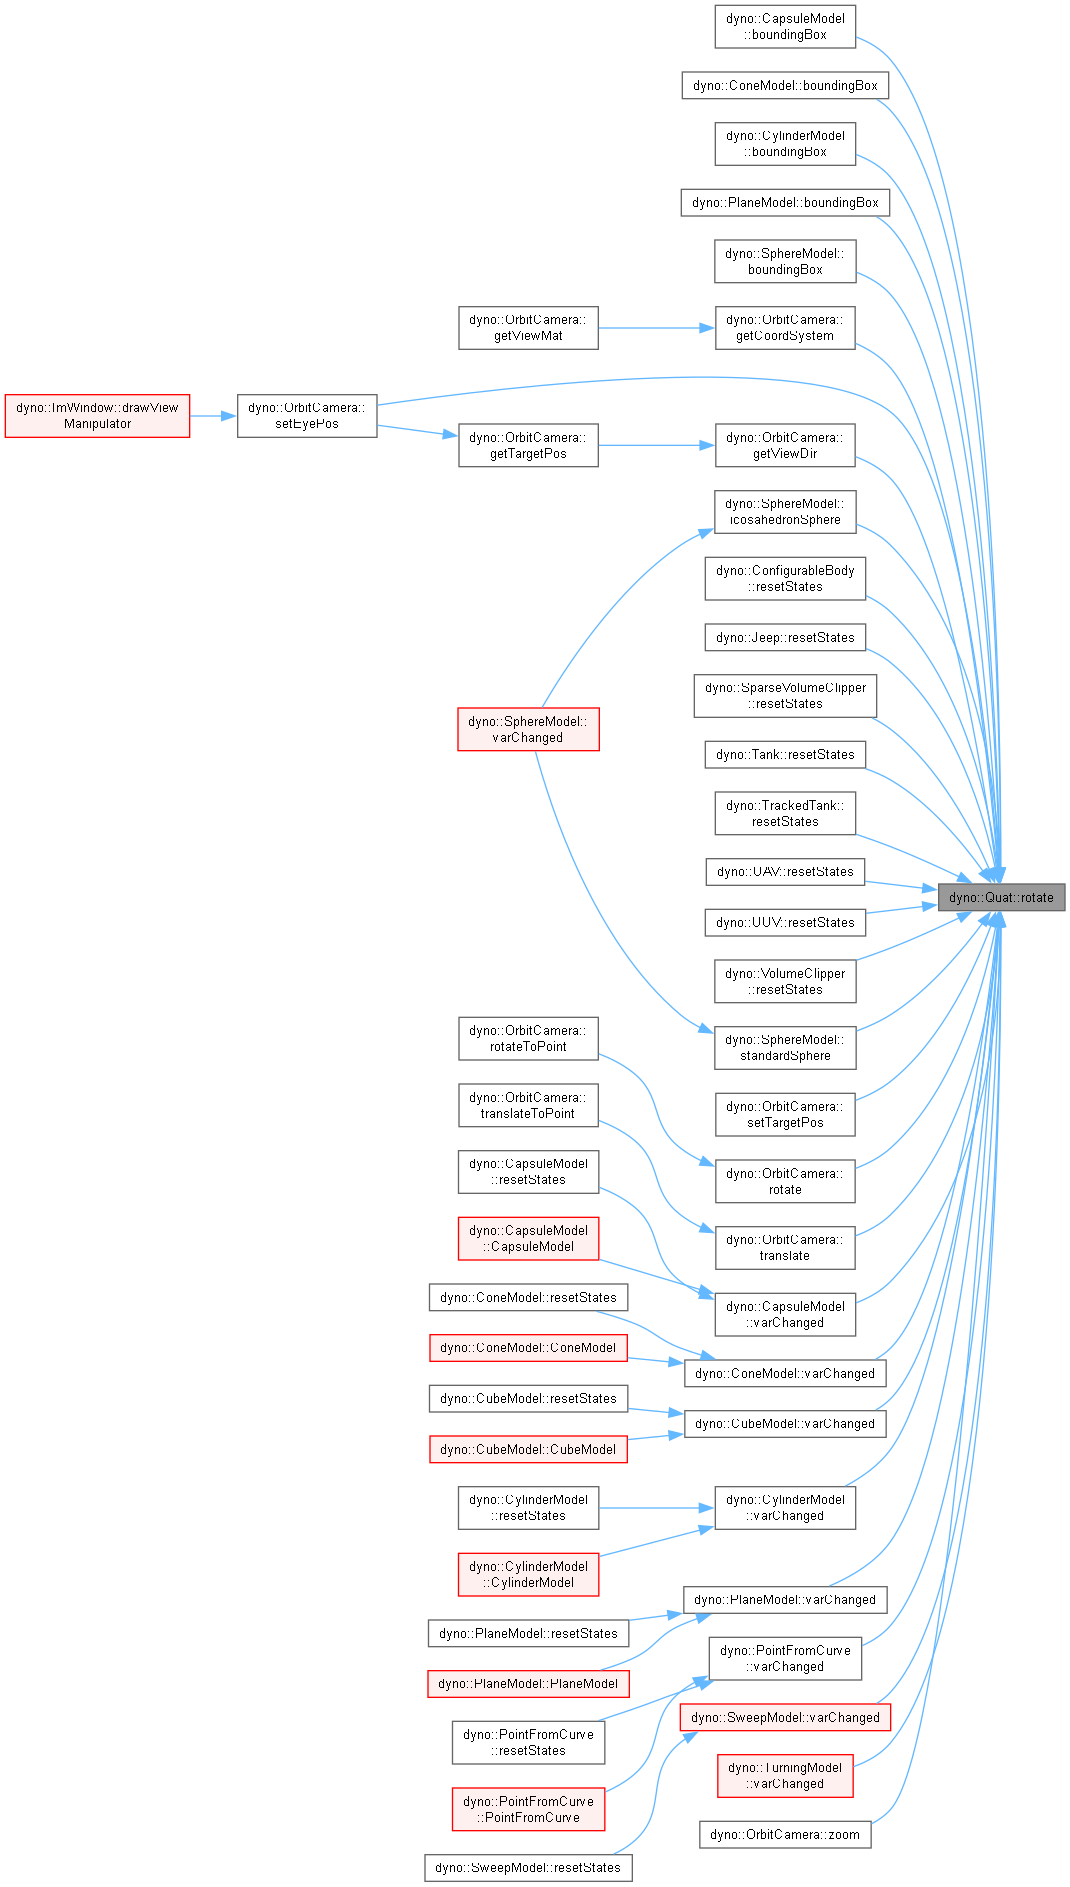 dyno::CapsuleModel
::boundingBox
dyno::ConeModel::boundingBox
dyno::CylinderModel
::boundingBox
dyno::PlaneModel::boundingBox
dyno::SphereModel::
boundingBox
dyno::OrbitCamera::
getViewMat
dyno::OrbitCamera::
getCoordSystem
dyno::ImWindow::drawView
Manipulator
dyno::OrbitCamera::
setEyePos
dyno::OrbitCamera::
getTargetPos
dyno::OrbitCamera::
getViewDir
dyno::SphereModel::
icosahedronSphere
dyno::ConfigurableBody
::resetStates
dyno::Jeep::resetStates
dyno::SparseVolumeClipper
::resetStates
dyno::SphereModel::
varChanged
dyno::Tank::resetStates
dyno::TrackedTank::
resetStates
dyno::UAV::resetStates
dyno::Quat::rotate
dyno::UUV::resetStates
dyno::VolumeClipper
::resetStates
dyno::OrbitCamera::
rotateToPoint
dyno::SphereModel::
standardSphere
dyno::OrbitCamera::
translateToPoint
dyno::OrbitCamera::
setTargetPos
dyno::CapsuleModel
::resetStates
dyno::OrbitCamera::
rotate
dyno::CapsuleModel
::CapsuleModel
dyno::OrbitCamera::
translate
dyno::ConeModel::resetStates
dyno::CapsuleModel
::varChanged
dyno::ConeModel::ConeModel
dyno::ConeModel::varChanged
dyno::CubeModel::resetStates
dyno::CubeModel::varChanged
dyno::CubeModel::CubeModel
dyno::CylinderModel
::resetStates
dyno::CylinderModel
::varChanged
dyno::CylinderModel
::CylinderModel
dyno::PlaneModel::varChanged
dyno::PlaneModel::resetStates
dyno::PointFromCurve
::varChanged
dyno::PlaneModel::PlaneModel
dyno::SweepModel::varChanged
dyno::PointFromCurve
::resetStates
dyno::TurningModel
::varChanged
dyno::PointFromCurve
::PointFromCurve
dyno::OrbitCamera::zoom
dyno::SweepModel::resetStates